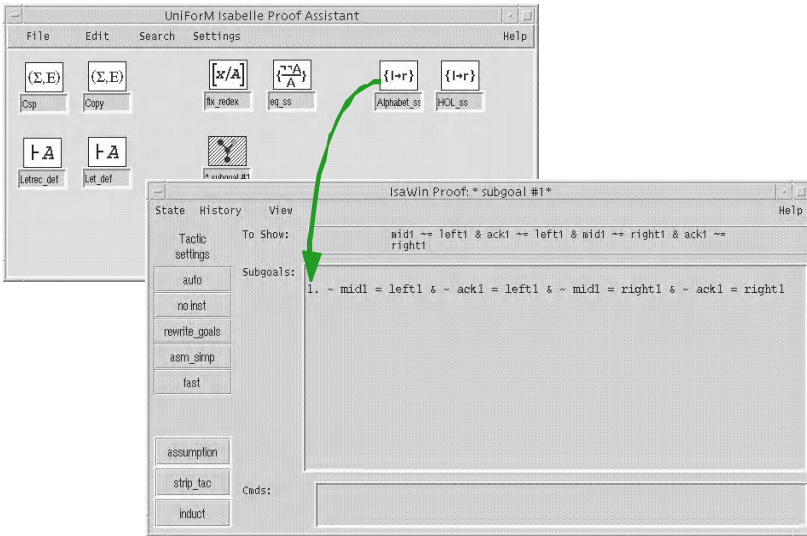 UniForM Isabelle Proof Assistant
File Edit Search Settings Help
(Σ,E) (Σ,E) [x/A] {¬¬A/A} {l→r} {l→r}
Csp Copy fix_redex eq_ss Alphabet_ss HOL_ss
⊢A ⊢A
Letrec_def Let_def * subgoal #1*
IsaWin Proof: * subgoal #1*
State History View Help
Tactic settings
To Show: mid1 ~= left1 & ack1 ~= left1 & mid1 ~= right1 & ack1 ~=
right1
Subgoals:
1. ~ mid1 = left1 & ~ ack1 = left1 & ~ mid1 = right1 & ~ ack1 = right1
auto
no inst
rewrite_goals
asm_simp
fast
assumption
strip_tac
induct
Cmds: